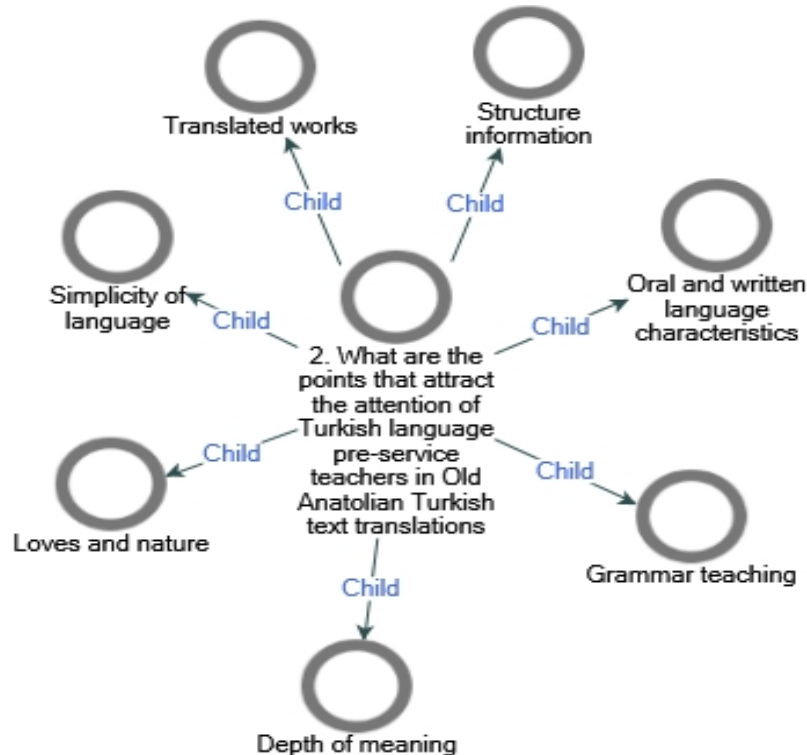 Translated works
Structure
information
Child
Child
Simplicity of
language
Child
Oral and written
language
characteristics
Child
2. What are the
points that attract
the attention of
Turkish language
pre-service
teachers in Old
Anatolian Turkish
text translations
Child
Loves and nature
Child
Grammar teaching
Child
Depth of meaning